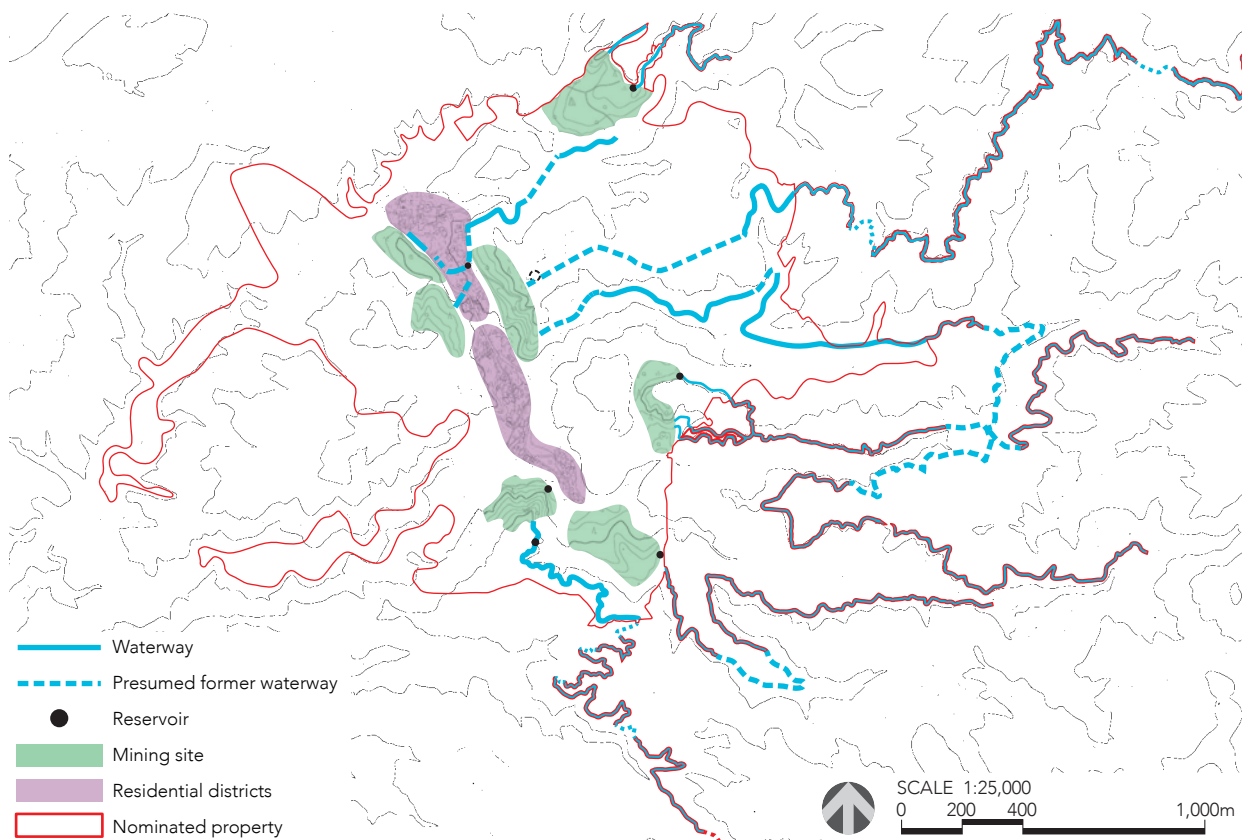 Waterway
Presumed former waterway
Reservoir
Mining site
Residential districts
Nominated property
SCALE 1:25,000
0 200 400 1,000m